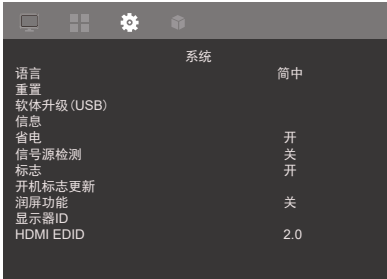 系统
语言 简中
重置
软体升级(USB)
信息
省电 开
信号源检测 关
标志 开
开机标志更新
润屏功能 关
显示器ID
HDMI EDID 2.0